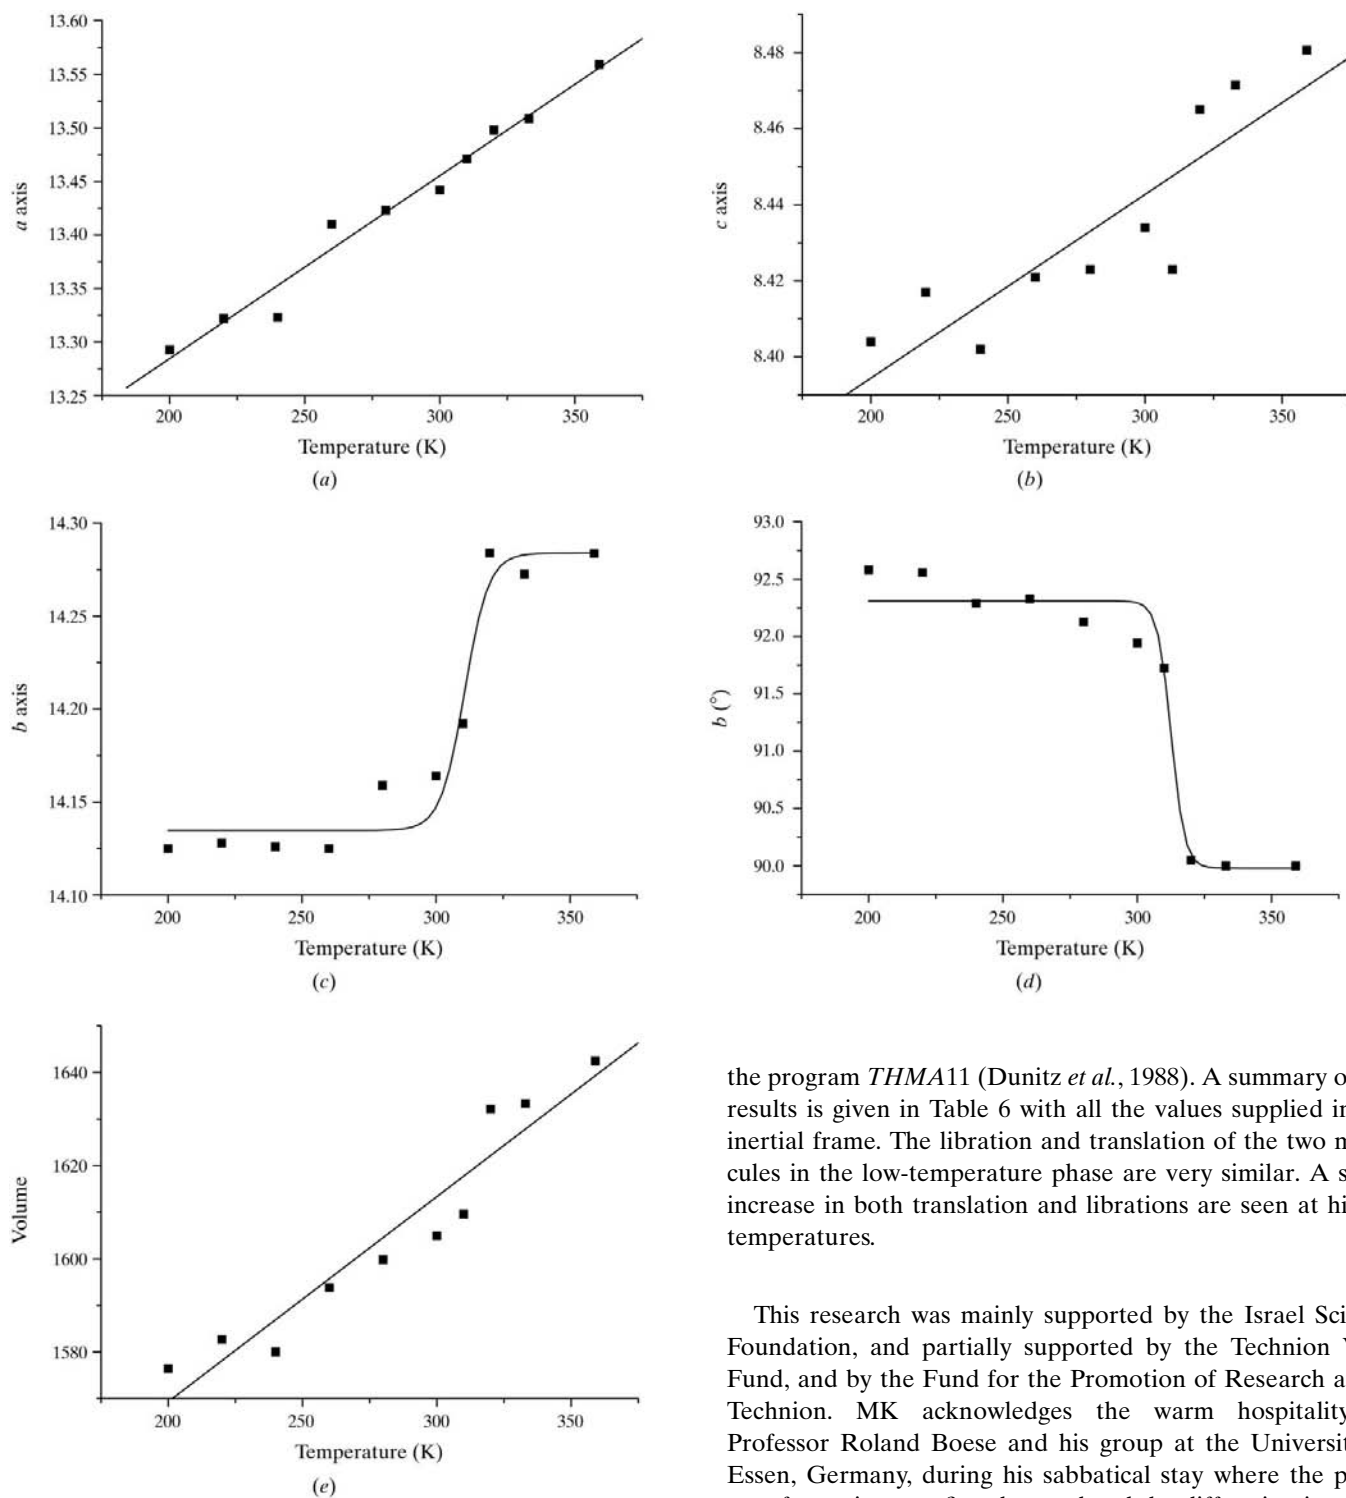 13.60
13.55
13.50
13.45
13.40
13.35
13.30
13.25
a axis
200
250
300
350
Temperature (K)
(a)
8.48
8.46
8.44
8.42
8.40
c axis
200
250
300
350
Temperature (K)
(b)
14.30
14.25
14.20
14.15
14.10
b axis
200
250
300
350
Temperature (K)
(c)
93.0
92.5
92.0
91.5
91.0
90.5
90.0
b (°)
200
250
300
350
Temperature (K)
(d)
1640
1620
1600
1580
Volume
200
250
300
350
Temperature (K)
(e)
the program THMA11 (Dunitz et al., 1988). A summary o
results is given in Table 6 with all the values supplied in
inertial frame. The libration and translation of the two m
cules in the low-temperature phase are very similar. A s
increase in both translation and librations are seen at hi
temperatures.
This research was mainly supported by the Israel Sci
Foundation, and partially supported by the Technion
Fund, and by the Fund for the Promotion of Research a
Technion. MK acknowledges the warm hospitality
Professor Roland Boese and his group at the Universit
Essen, Germany, during his sabbatical stay where the p